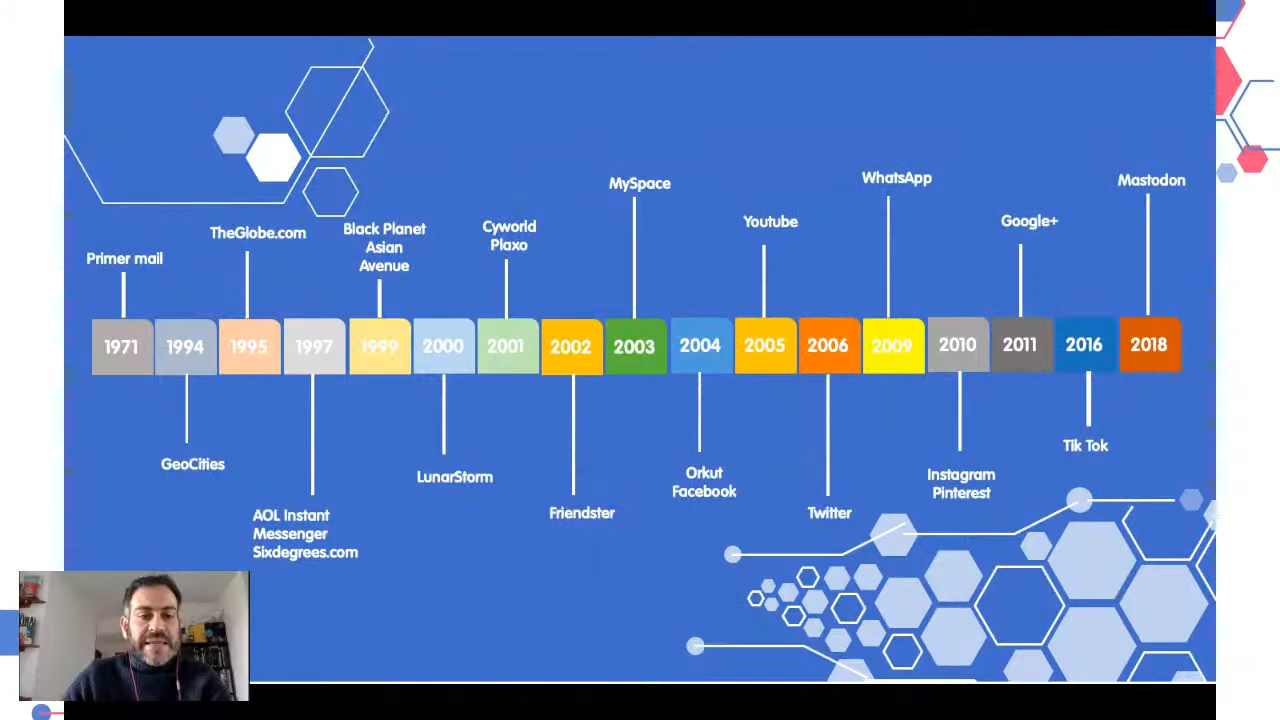 WhatsApp
Mastodon
MySpace
Youtube
Google+
TheGlobe.com
Black Planet
Asian
Avenue
Cyworld
Plaxo
Primer mail
1971
1994
1995
1997
1999
2000
2001
2002
2003
2004
2005
2006
2009
2010
2011
2016
2018
GeoCities
LunarStorm
Orkut
Facebook
Instagram
Pinterest
Tik Tok
AOL Instant
Messenger
Sixdegrees.com
Friendster
Twitter